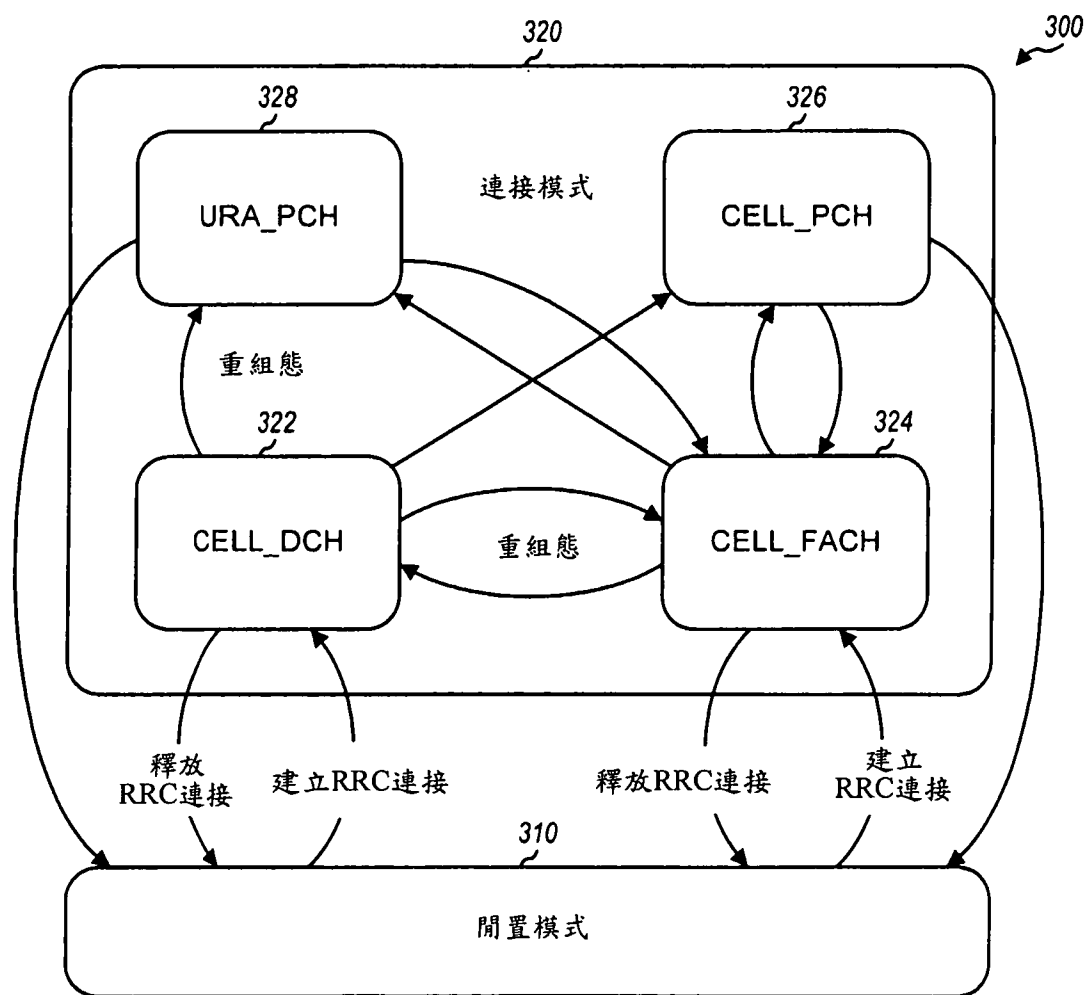 300
320
328
326
URA_PCH
連接模式
CELL_PCH
重組態
322
324
CELL_DCH
重組態
CELL_FACH
釋放
RRC連接
建立RRC連接
釋放RRC連接
建立
RRC連接
310
閒置模式